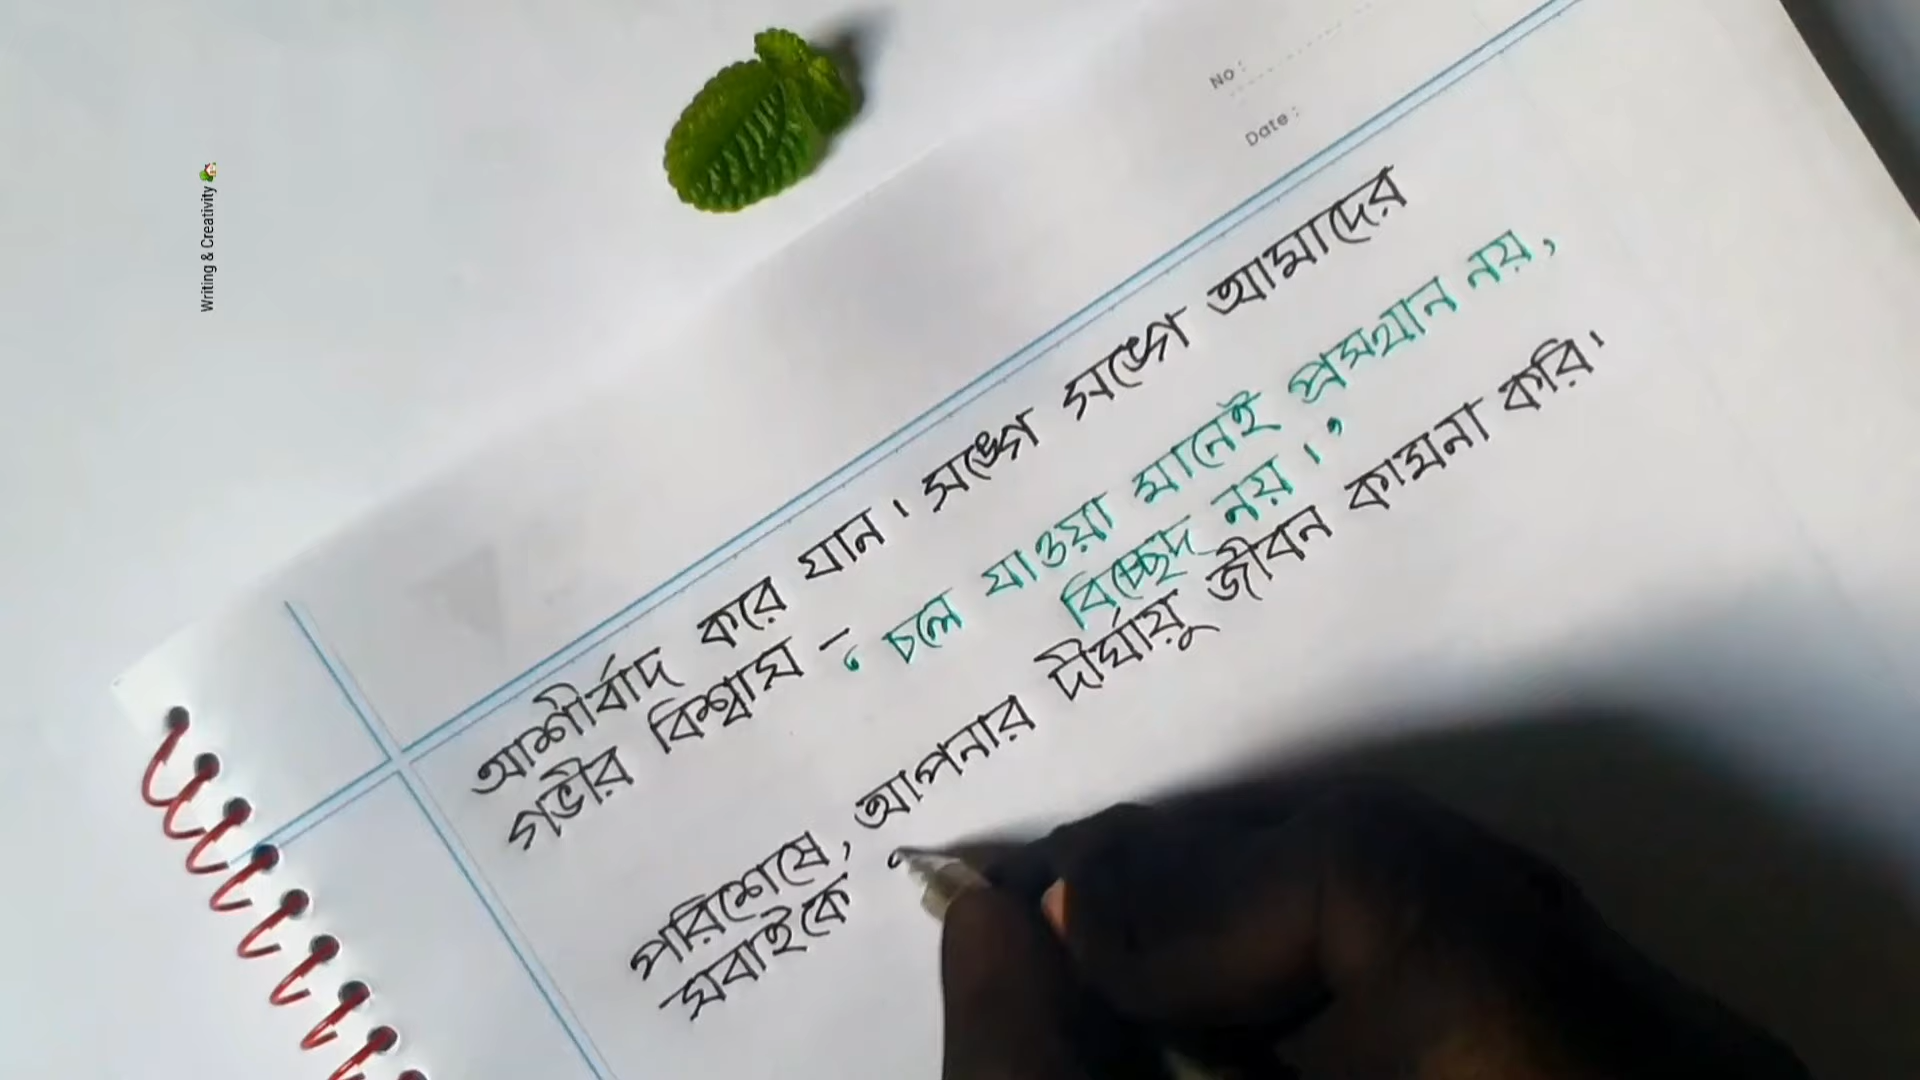 Writing & Creativity
No :
Date :
আশীর্বাদ করে যান। সঙ্গে সঙ্গে আমাদের
গভীর বিশ্বাস - ‘চলে যাওয়া মানেই প্রস্থান নয়,
বিচ্ছেদ নয়।’
পরিশেষে, আপনার দীর্ঘায়ু জীবন কামনা করি।
সবাইকে